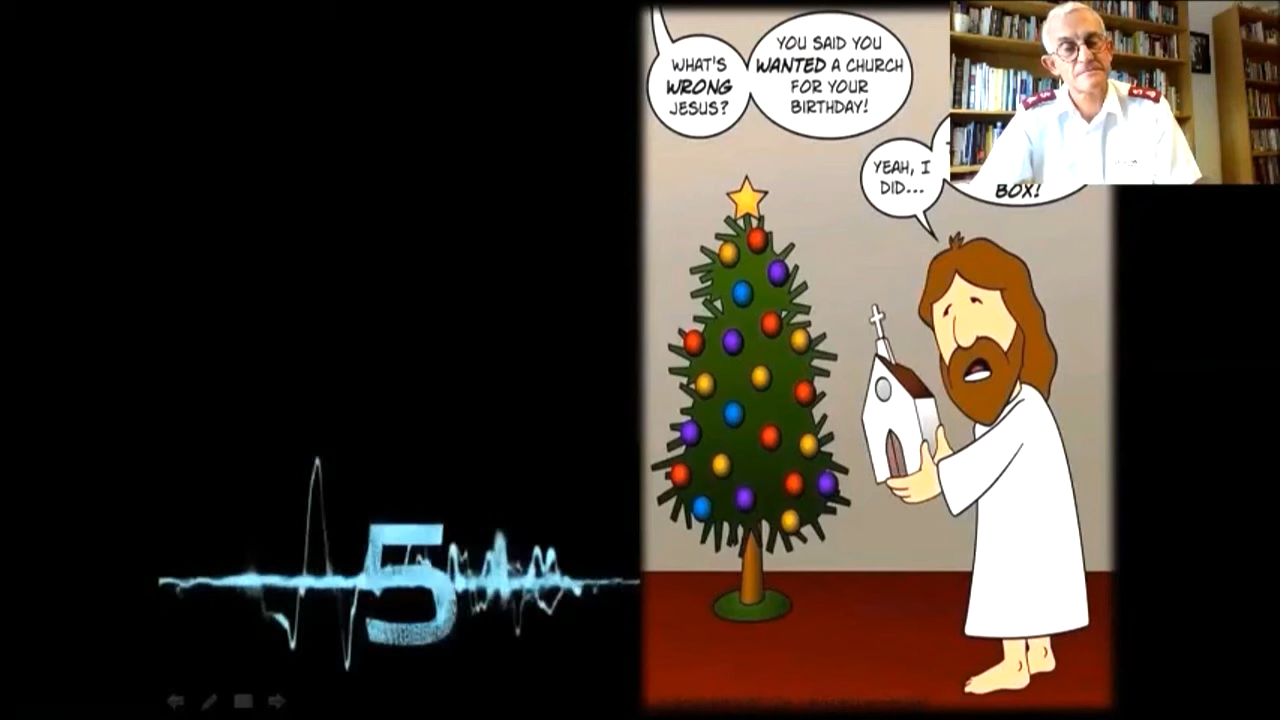 WHAT'S
WRONG
JESUS?
YOU SAID YOU
WANTED A CHURCH
FOR YOUR
BIRTHDAY!
YEAH, I
DID...
BOX!
5